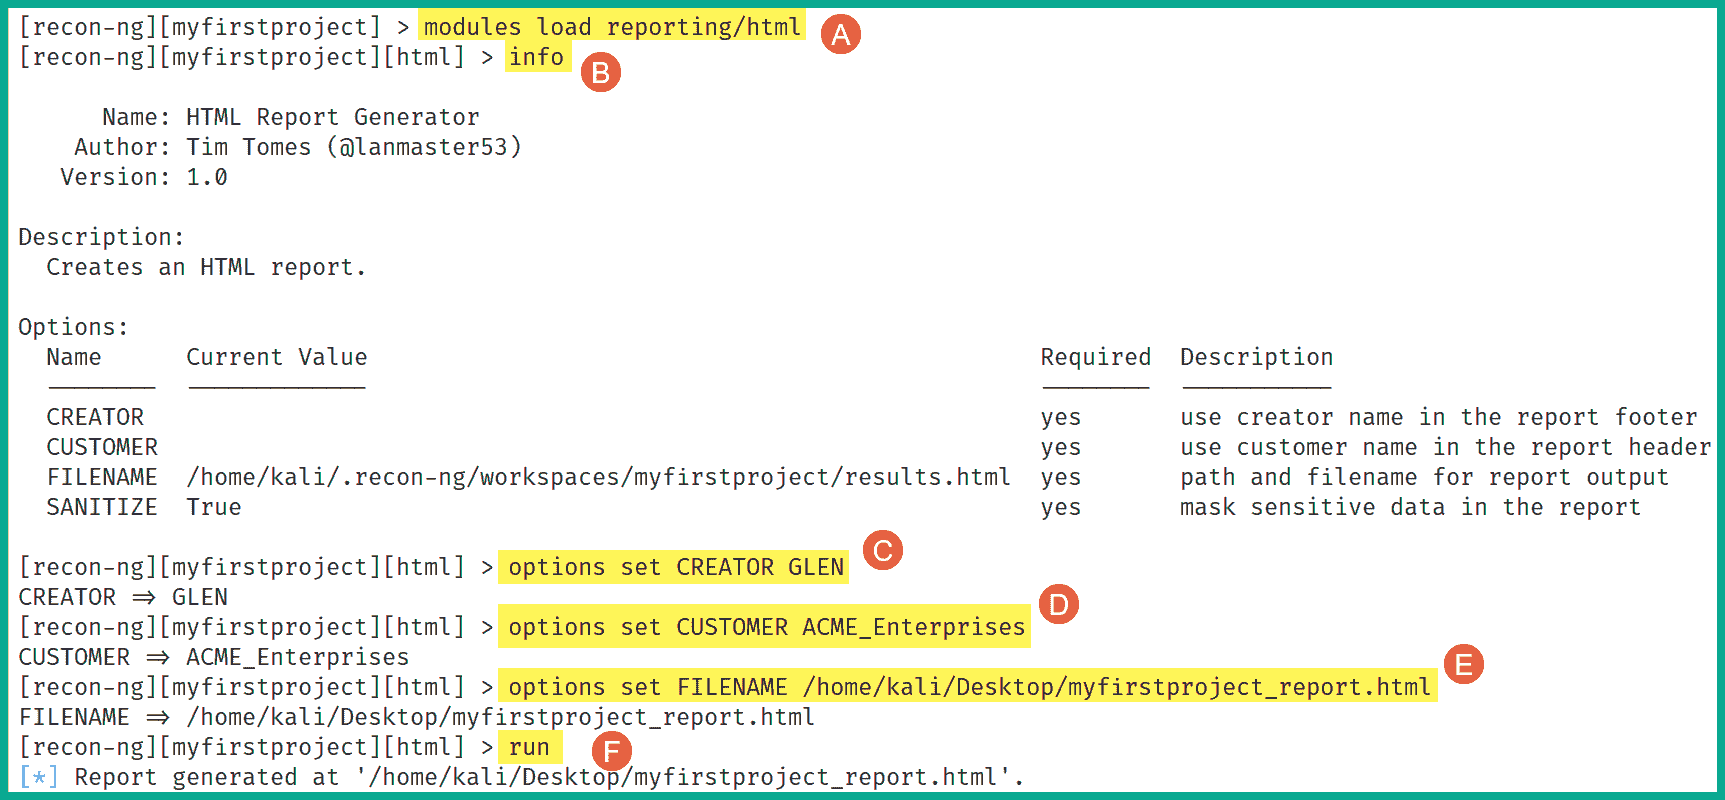 [recon-ng][myfirstproject] > modules load reporting/html A
[recon-ng][myfirstproject][html] > info B
Name: HTML Report Generator
Author: Tim Tomes (@lanmaster53)
Version: 1.0
Description:
Creates an HTML report.
Options:
Name Current Value Required Description
CREATOR yes use creator name in the report footer
CUSTOMER yes use customer name in the report header
FILENAME /home/kali/.recon-ng/workspaces/myfirstproject/results.html yes path and filename for report output
SANITIZE True yes mask sensitive data in the report
[recon-ng][myfirstproject][html] > options set CREATOR GLEN C
CREATOR ⇒ GLEN
[recon-ng][myfirstproject][html] > options set CUSTOMER ACME_Enterprises D
CUSTOMER ⇒ ACME_Enterprises
[recon-ng][myfirstproject][html] > options set FILENAME /home/kali/Desktop/myfirstproject_report.html E
FILENAME ⇒ /home/kali/Desktop/myfirstproject_report.html
[recon-ng][myfirstproject][html] > run F
[*] Report generated at '/home/kali/Desktop/myfirstproject_report.html'.